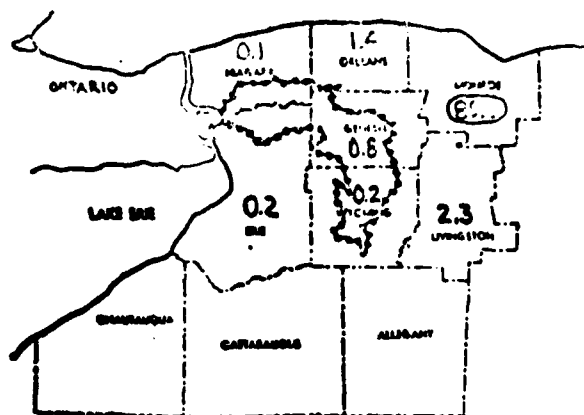 0.1
1.4
NIAGARA
ORLEANS
ONTARIO
MONROE
GENESEE
0.8
0.2
WYOMING
0.2
ERIE
LAKE ERIE
2.3
LIVINGSTON
CHAUTAUQUA
CATTARAUGUS
ALLEGANY